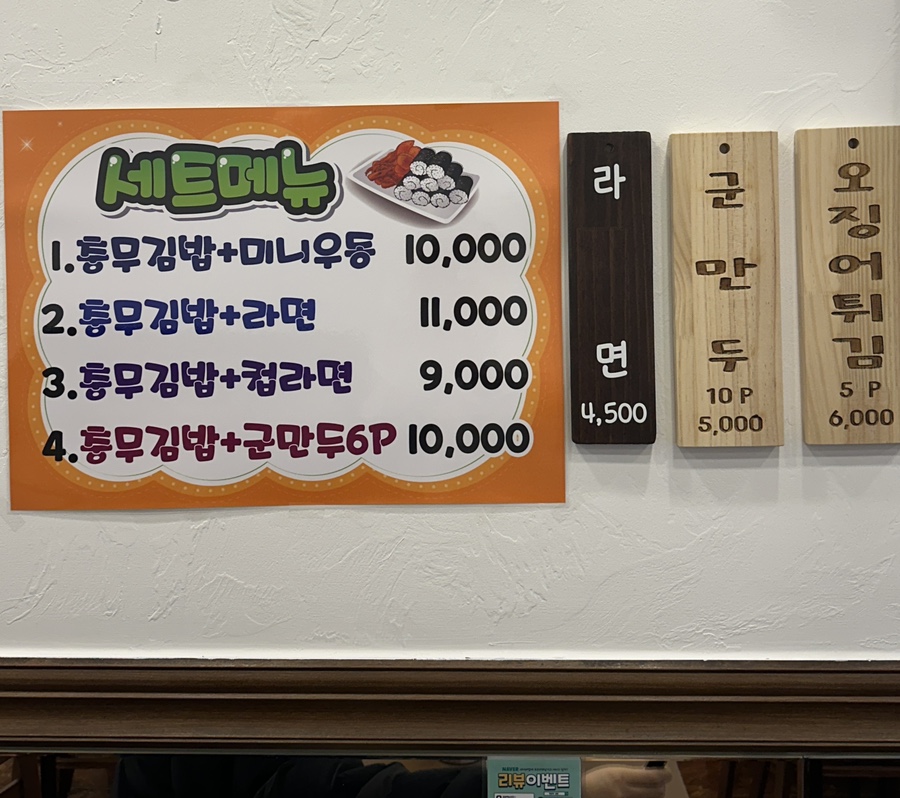 세트메뉴
1.충무김밥+미니우동 10,000
2.충무김밥+라면 11,000
3.충무김밥+컵라면 9,000
4.충무김밥+군만두6P 10,000
라면
4,500
군만두
10 P
5,000
오징어튀김
5 P
6,000
리뷰이벤트